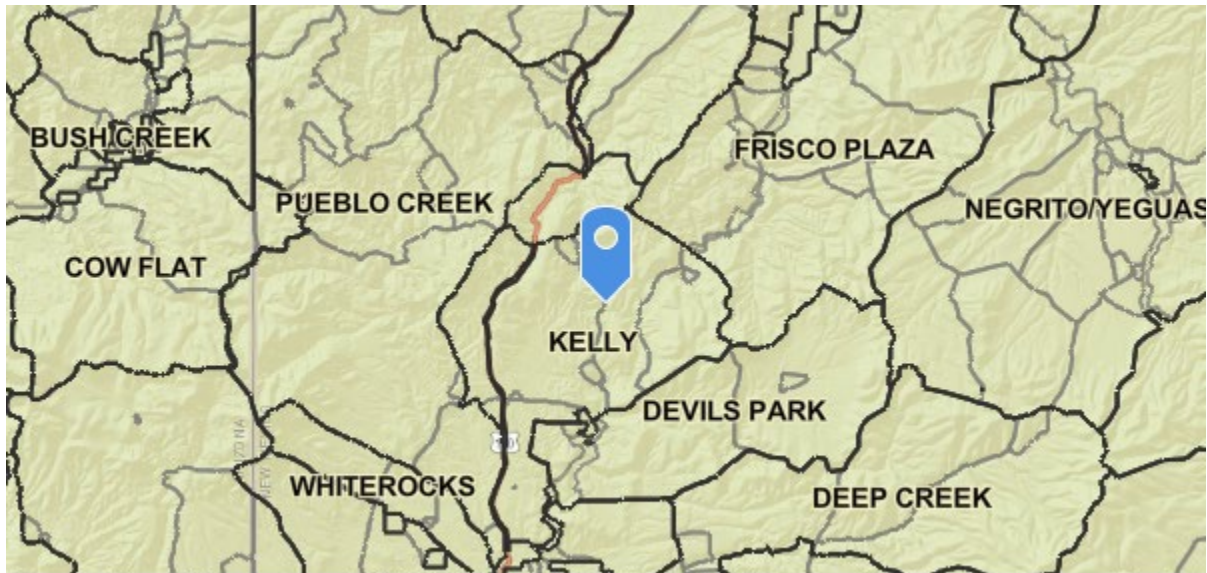 BUSH CREEK
FRISCO PLAZA
PUEBLO CREEK
NEGRITO/YEGUAS
COW FLAT
KELLY
DEVILS PARK
WHITEROCKS
DEEP CREEK